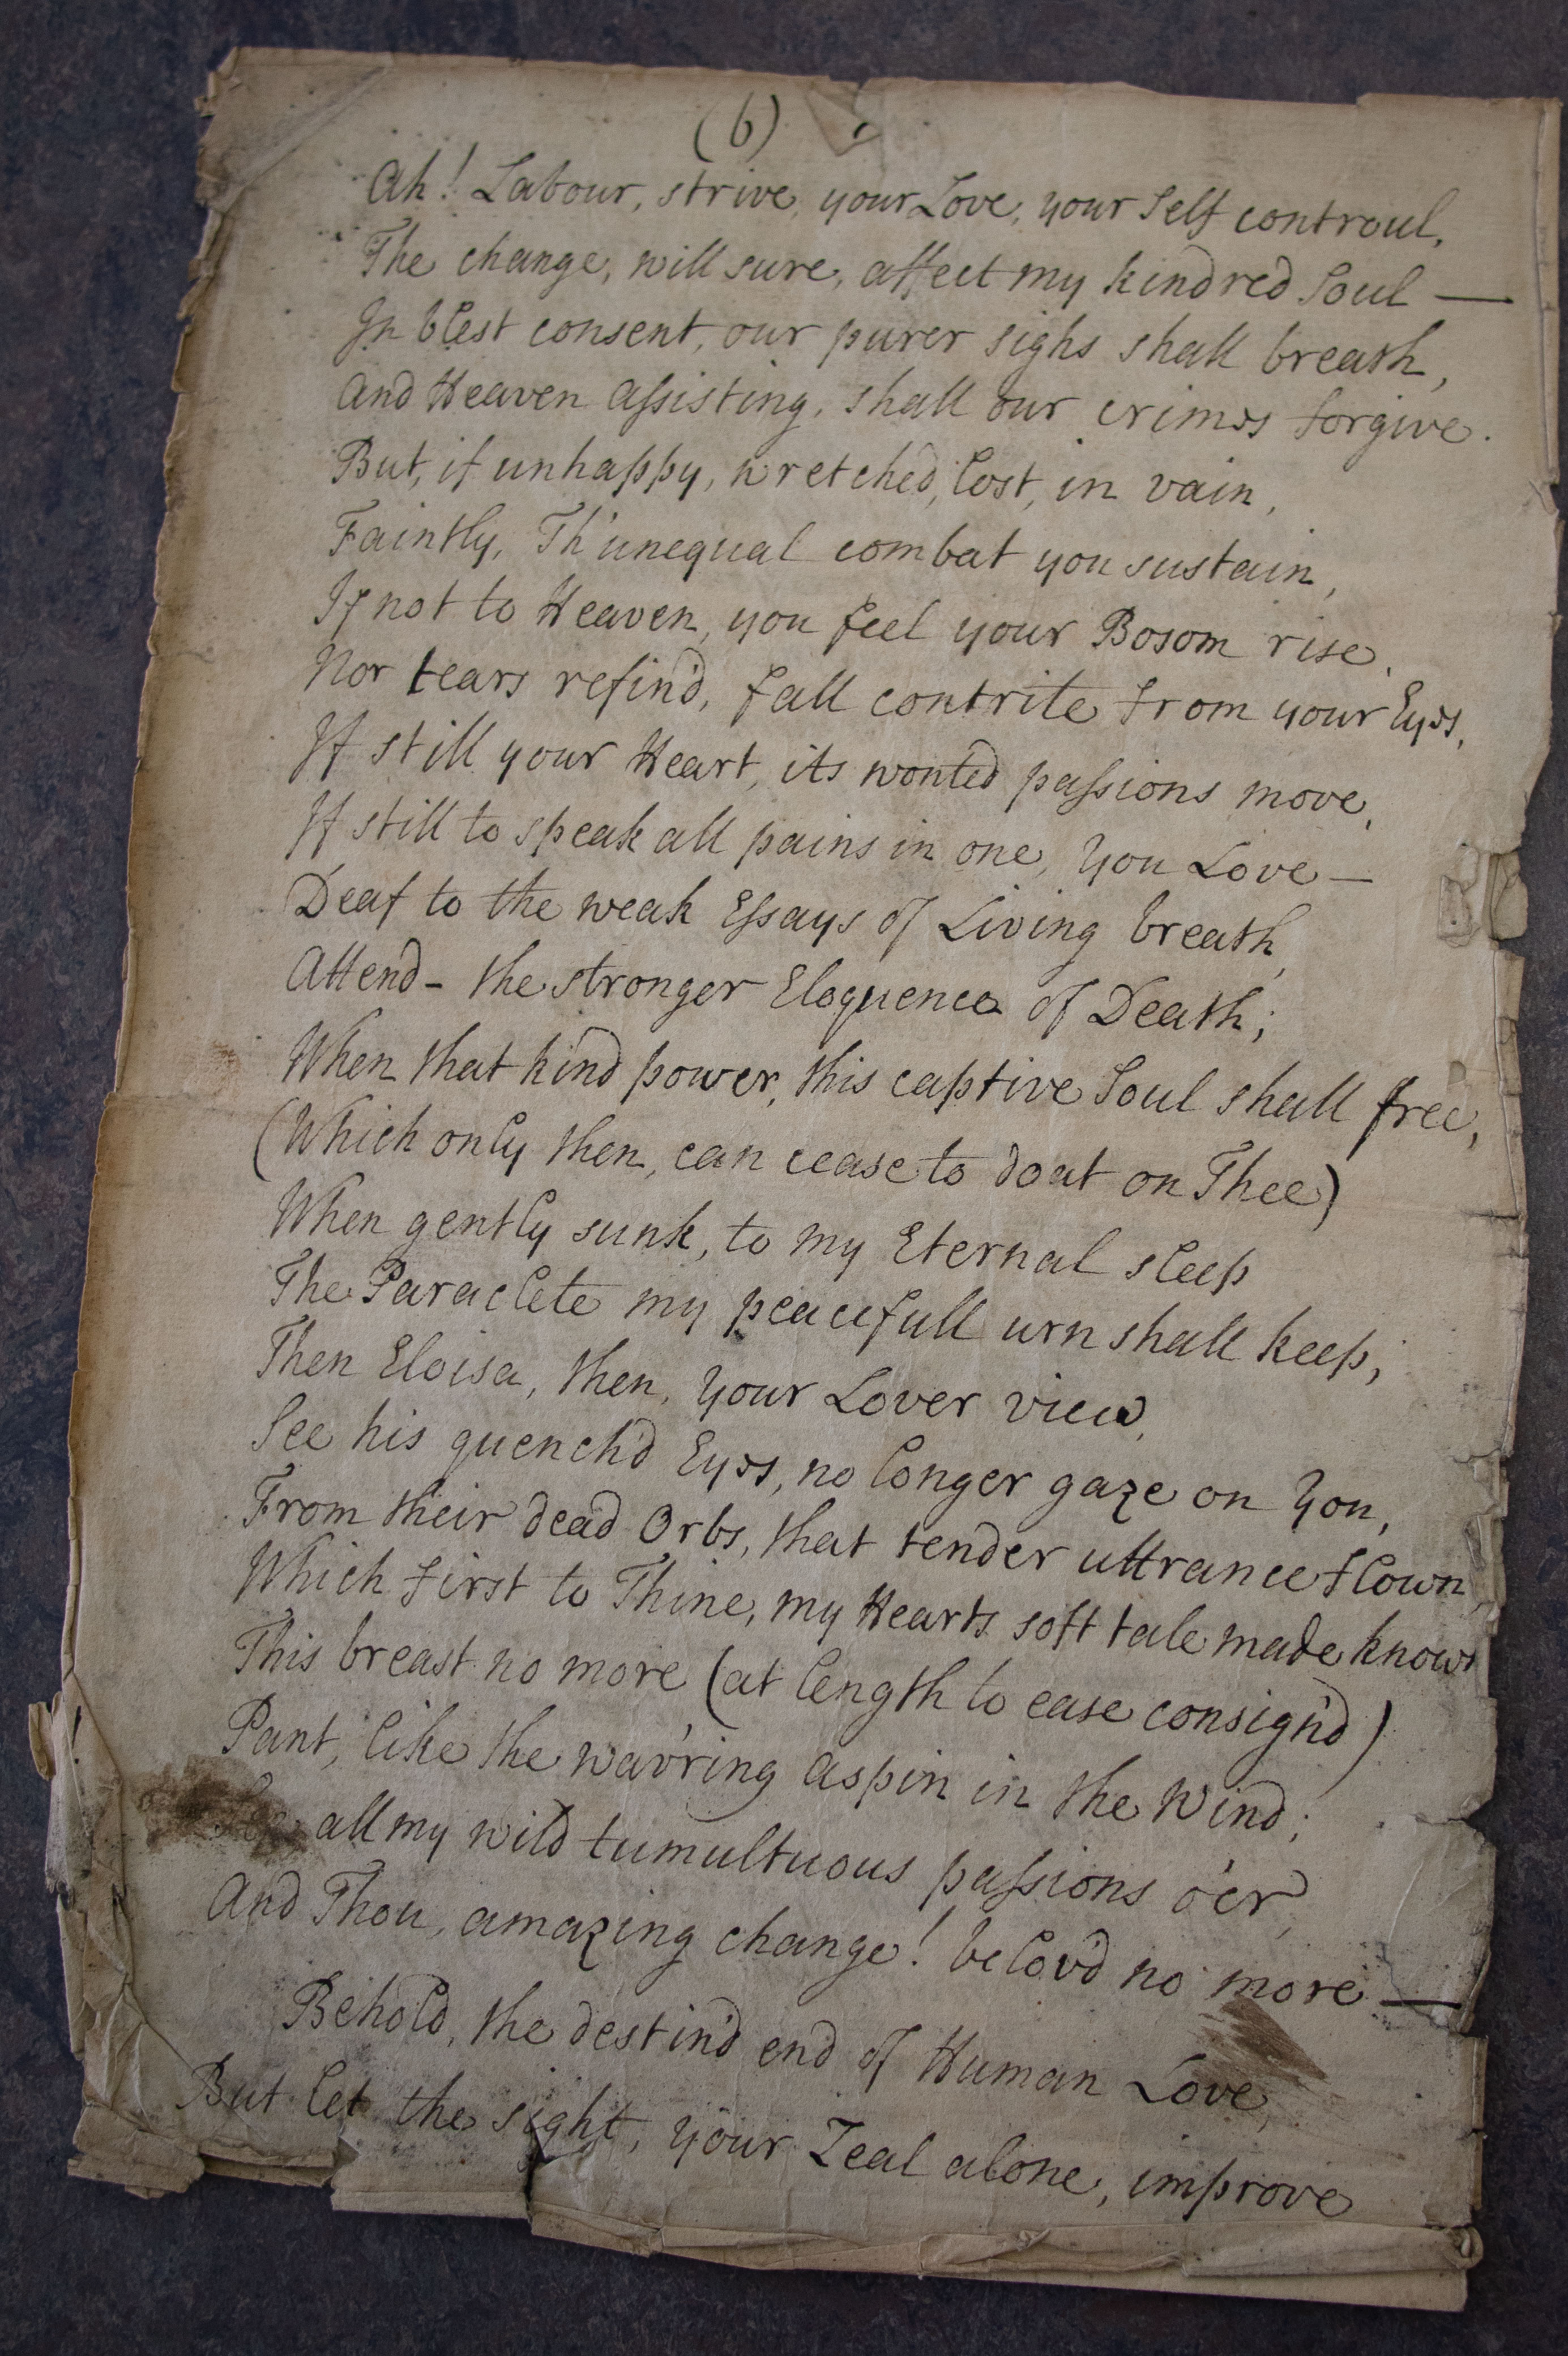 (6)
Ah! Labour, strive, your Love, your Self controul,
The change, will sure, affect my kindred Soul —
In blest consent, our purer sighs shall breath,
And Heaven Aſsisting, shall our crimes forgive.
But, if unhappy, wretched, lost, in vain,
Faintly, Th'unequal combat you sustain,
If not to Heaven, you feel your Bosom rise,
Nor tears refin'd, fall contrite from your Eyes,
If still your Heart, its wonted paſsions move,
If still to speak all pains in one, you Love —
Deaf to the weak Eſsays of Living breath,
Attend - the stronger Eloquence of Death;
When that kind power, this captive Soul shall free,
(Which only then, can cease to doat on Thee)
When gently sunk, to my Eternal sleep
The Paraclete my peacefull urn shall keep;
Then Eloisa, then, your Lover view,
See his quench'd Eyes, no longer gaze on you,
From their dead Orbs, that tender uttrance flown,
Which first to Thine, my Hearts soft tale made known
This breast no more (at length to ease consign'd)
Pant, like the wav'ring aspin in the Wind;
all my wild tumultuous paſsions o'er,
And Thou, amazing change! belov'd no more —
Behold, the destin'd end of Human Love,
But let the sight, your Zeal alone, improve